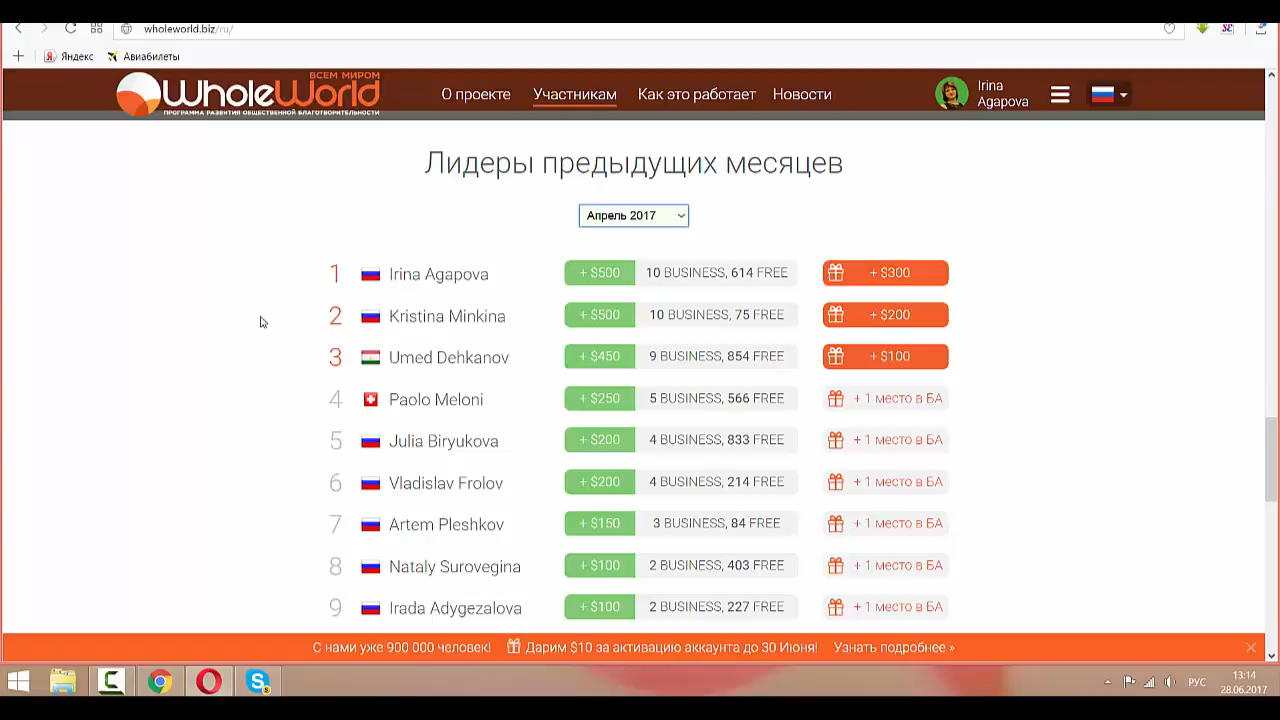 wholeworld.biz/ru/
Яндекс Авиабилеты
ВСЕМ МИРОМ
WholeWorld
ПРОГРАММА РАЗВИТИЯ ОБЩЕСТВЕННОЙ БЛАГОТВОРИТЕЛЬНОСТИ
О проекте Участникам Как это работает Новости
Irina
Agapova
Лидеры предыдущих месяцев
Апрель 2017
1 Irina Agapova + $500 10 BUSINESS, 614 FREE + $300
2 Kristina Minkina + $500 10 BUSINESS, 75 FREE + $200
3 Umed Dehkanov + $450 9 BUSINESS, 854 FREE + $100
4 Paolo Meloni + $250 5 BUSINESS, 566 FREE + 1 место в БА
5 Julia Biryukova + $200 4 BUSINESS, 833 FREE + 1 место в БА
6 Vladislav Frolov + $200 4 BUSINESS, 214 FREE + 1 место в БА
7 Artem Pleshkov + $150 3 BUSINESS, 84 FREE + 1 место в БА
8 Nataly Surovegina + $100 2 BUSINESS, 403 FREE + 1 место в БА
9 Irada Adygezalova + $100 2 BUSINESS, 227 FREE + 1 место в БА
С нами уже 900 000 человек! Дарим $10 за активацию аккаунта до 30 Июня! Узнать подробнее »
РУС
13:14
28.06.2017